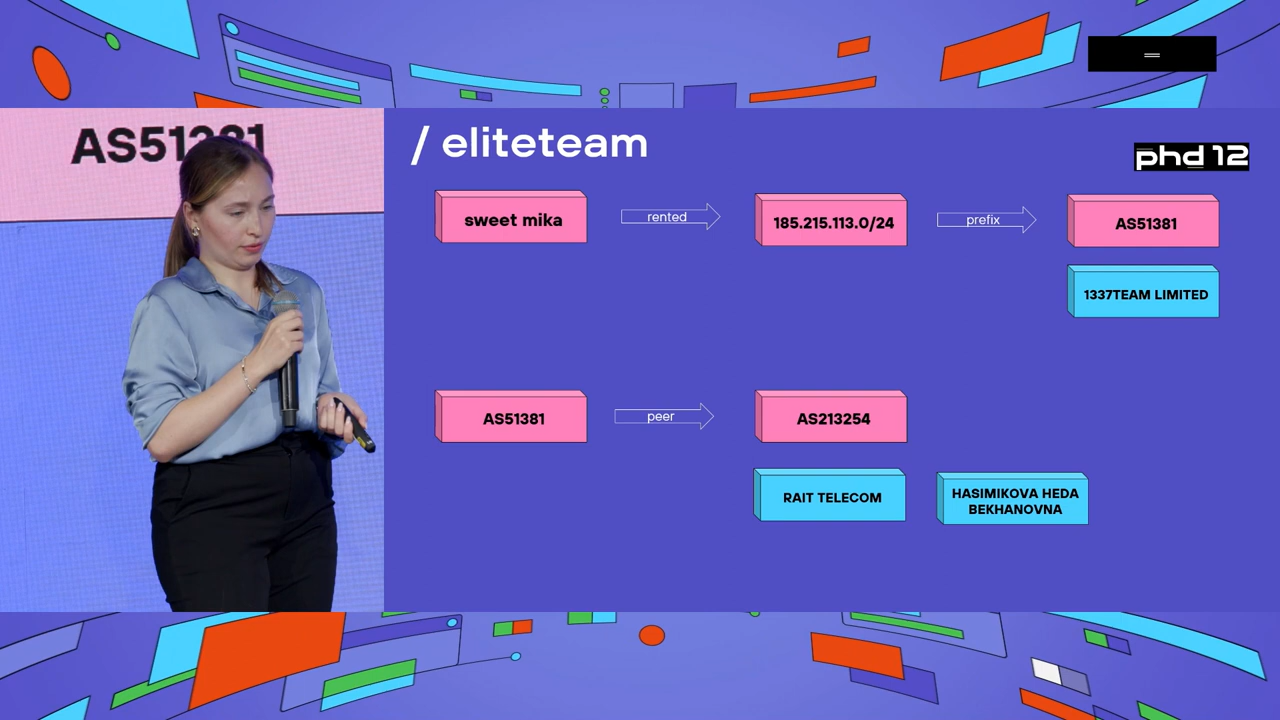 AS51381
/ eliteteam
phd 12
sweet mika
rented
185.215.113.0/24
prefix
AS51381
1337TEAM LIMITED
AS51381
peer
AS213254
RAIT TELECOM
HASIMIKOVA HEDA
BEKHANOVNA